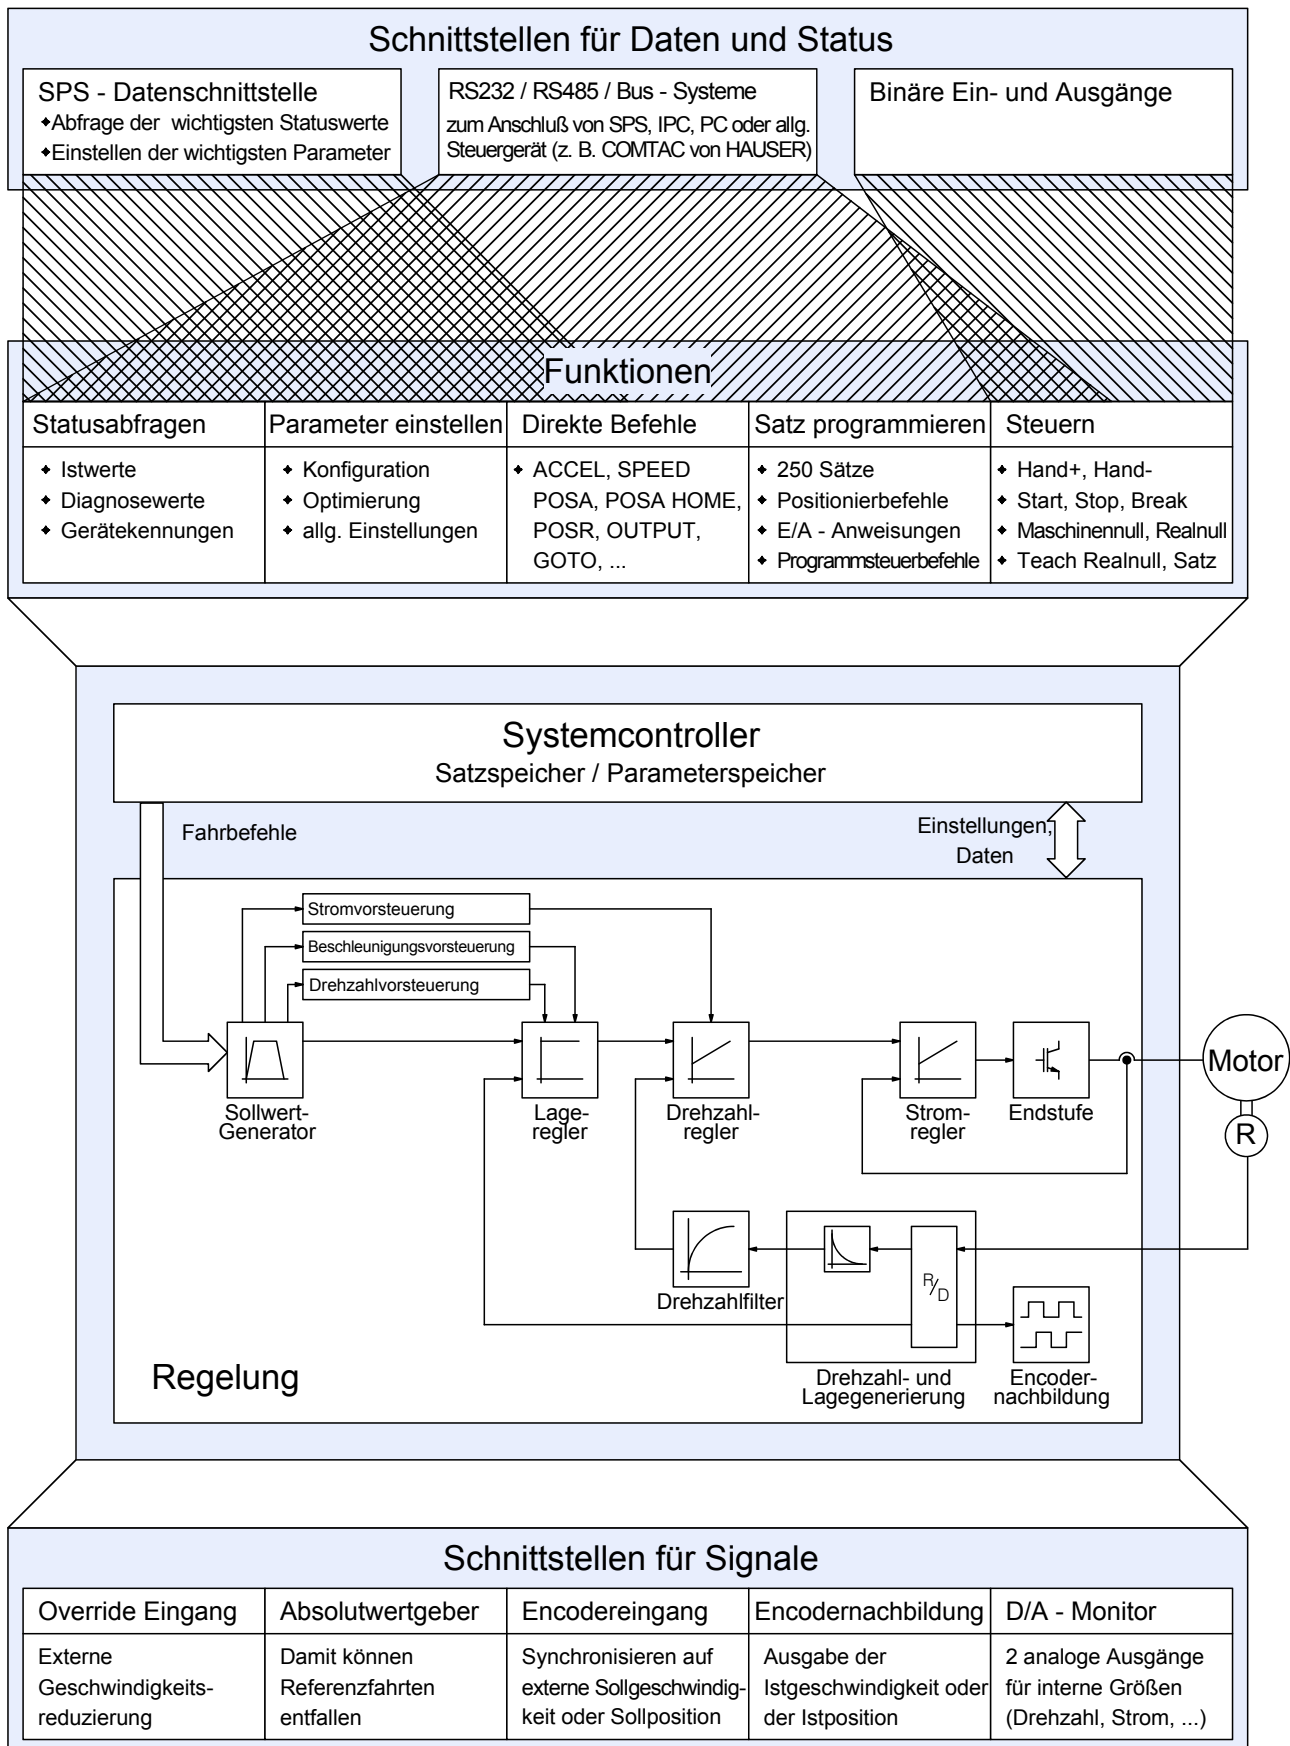 Schnittstellen für Daten und Status
SPS - Datenschnittstelle
Abfrage der wichtigsten Statuswerte
Einstellen der wichtigsten Parameter
RS232 / RS485 / Bus - Systeme
zum Anschluß von SPS, IPC, PC oder allg.
Steuergerät (z. B. COMTAC von HAUSER)
Binäre Ein- und Ausgänge
Funktionen
Statusabfragen
Istwerte
Diagnosewerte
Gerätekennungen
Parameter einstellen
Konfiguration
Optimierung
allg. Einstellungen
Direkte Befehle
ACCEL, SPEED
POSA, POSA HOME,
POSR, OUTPUT,
GOTO, ...
Satz programmieren
250 Sätze
Positionierbefehle
E/A - Anweisungen
Programmsteuerbefehle
Steuern
Hand+, Hand-
Start, Stop, Break
Maschinennull, Realnull
Teach Realnull, Satz
Systemcontroller
Satzspeicher / Parameterspeicher
Fahrbefehle
Einstellungen,
Daten
Stromvorsteuerung
Beschleunigungsvorsteuerung
Drehzahlvorsteuerung
Sollwert-
Generator
Lage-
regler
Drehzahl-
regler
Strom-
regler
Endstufe
Motor
R
Drehzahlfilter
R/D
Drehzahl- und
Lagegenerierung
Encoder-
nachbildung
Regelung
Schnittstellen für Signale
Override Eingang
Externe
Geschwindigkeits-
reduzierung
Absolutwertgeber
Damit können
Referenzfahrten
entfallen
Encodereingang
Synchronisieren auf
externe Sollgeschwindig-
keit oder Sollposition
Encodernachbildung
Ausgabe der
Istgeschwindigkeit oder
der Istposition
D/A - Monitor
2 analoge Ausgänge
für interne Größen
(Drehzahl, Strom, ...)